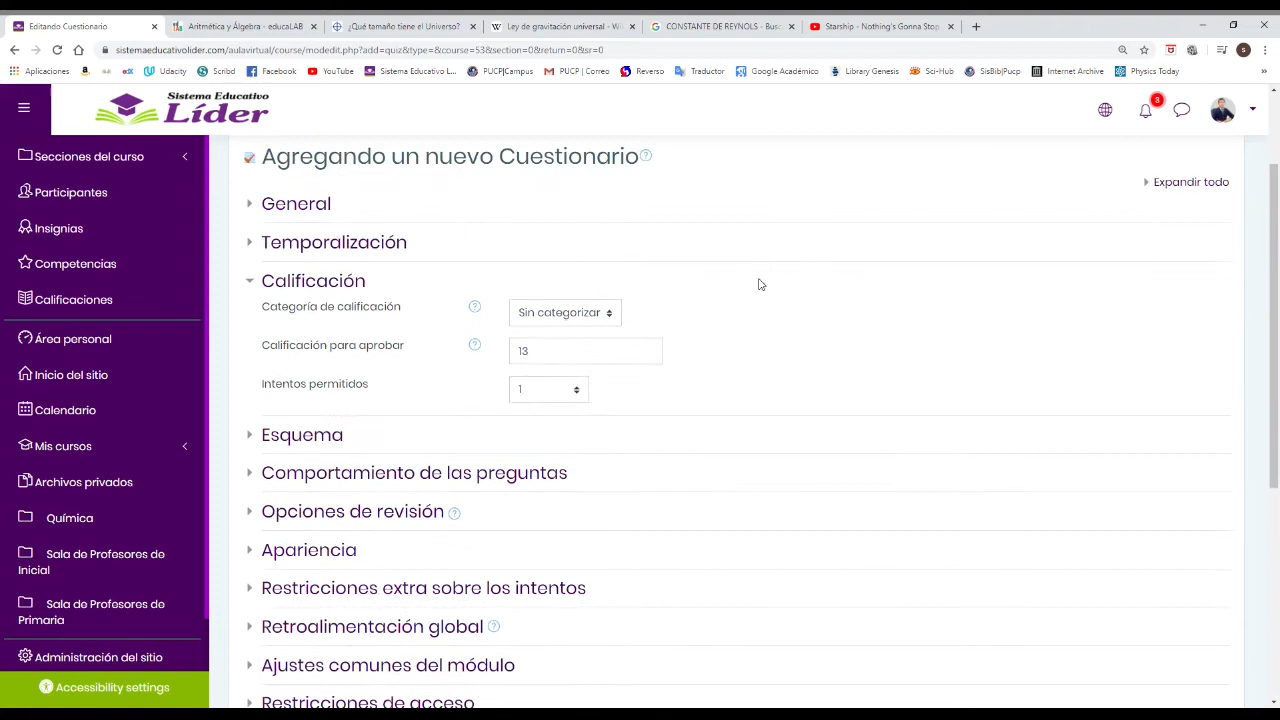 Editando Cuestionario
Aritmética y Álgebra - educaLAB
¿Qué tamaño tiene el Universo?
Ley de gravitación universal - Wi
CONSTANTE DE REYNOLS - Bus
Starship - Nothing's Gonna Stop
sistemaeducativolider.com/aulavirtual/course/modedit.php?add=quiz&type=&course=53&section=0&return=0&sr=0
Aplicaciones
Udacity
Scribd
Facebook
YouTube
Sistema Educativo L...
PUCP|Campus
PUCP | Correo
Reverso
Traductor
Google Académico
Library Genesis
Sci-Hub
SisBib|Pucp
Internet Archive
Physics Today
»
Sistema Educativo
Líder
3
Secciones del curso
Participantes
Insignias
Competencias
Calificaciones
Área personal
Inicio del sitio
Calendario
Mis cursos
Archivos privados
Química
Sala de Profesores de
Inicial
Sala de Profesores de
Primaria
Administración del sitio
Accessibility settings
Agregando un nuevo Cuestionario
Expandir todo
General
Temporalización
Calificación
Categoría de calificación
Sin categorizar
Calificación para aprobar
13
Intentos permitidos
1
Esquema
Comportamiento de las preguntas
Opciones de revisión
Apariencia
Restricciones extra sobre los intentos
Retroalimentación global
Ajustes comunes del módulo
Restricciones de acceso